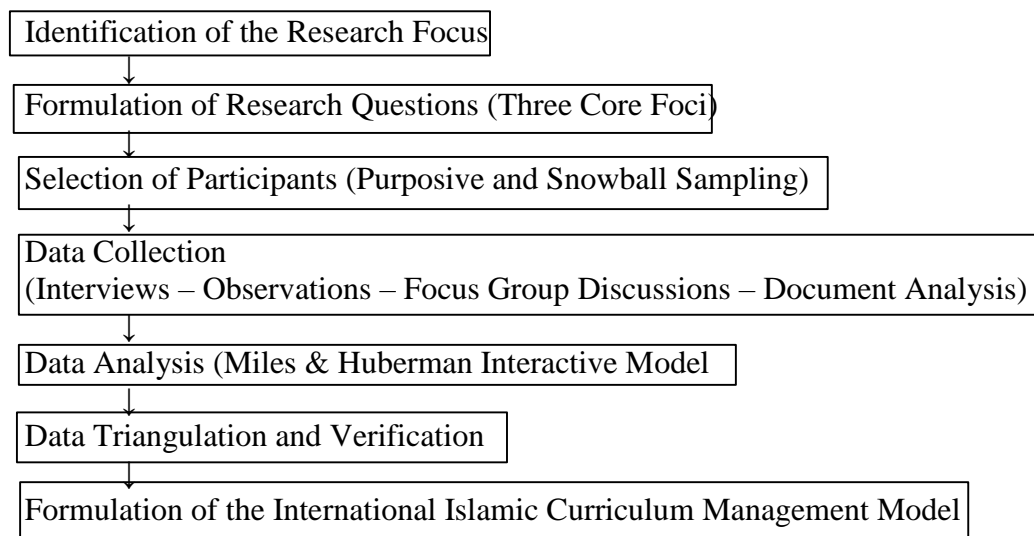 Identification of the Research Focus
↓
Formulation of Research Questions (Three Core Foci)
↓
Selection of Participants (Purposive and Snowball Sampling)
↓
Data Collection
(Interviews – Observations – Focus Group Discussions – Document Analysis)
↓
Data Analysis (Miles & Huberman Interactive Model
↓
Data Triangulation and Verification
↓
Formulation of the International Islamic Curriculum Management Model